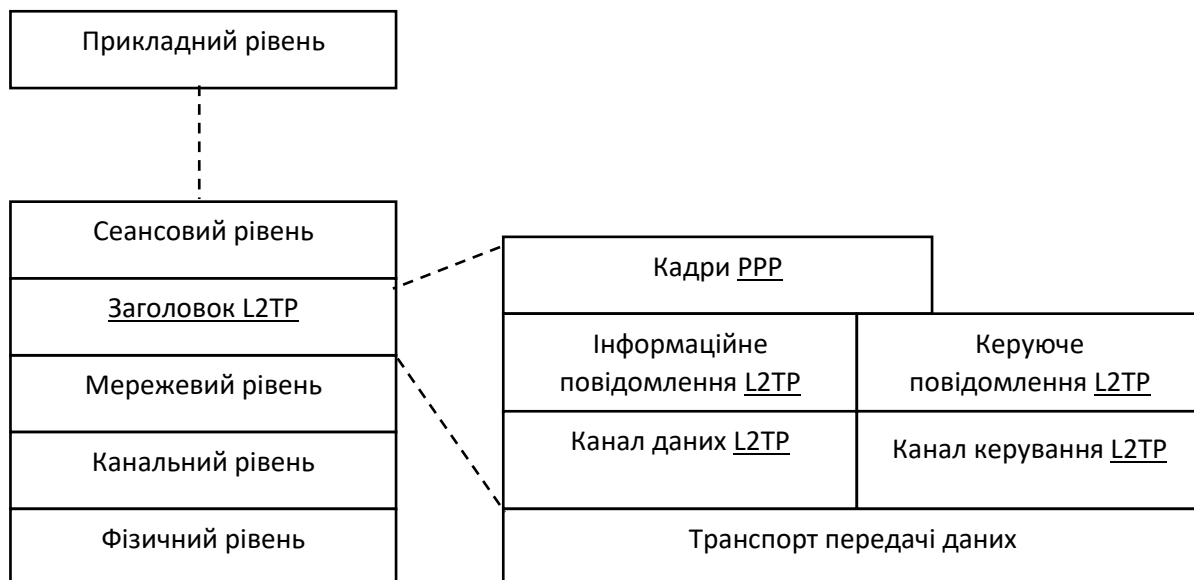 Прикладний рівень
Сеансовий рівень
Заголовок L2TP
Мережевий рівень
Канальний рівень
Фізичний рівень
Кадри PPP
Інформаційне
повідомлення L2TP
Керуюче
повідомлення L2TP
Канал даних L2TP
Канал керування L2TP
Транспорт передачі даних